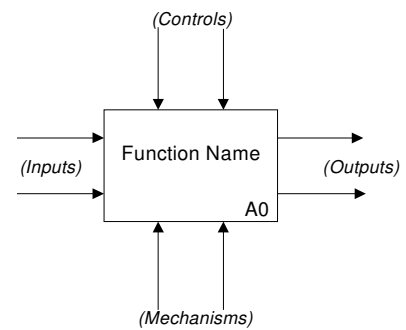 (Controls)
Function Name
(Inputs)
(Outputs)
A0
(Mechanisms)